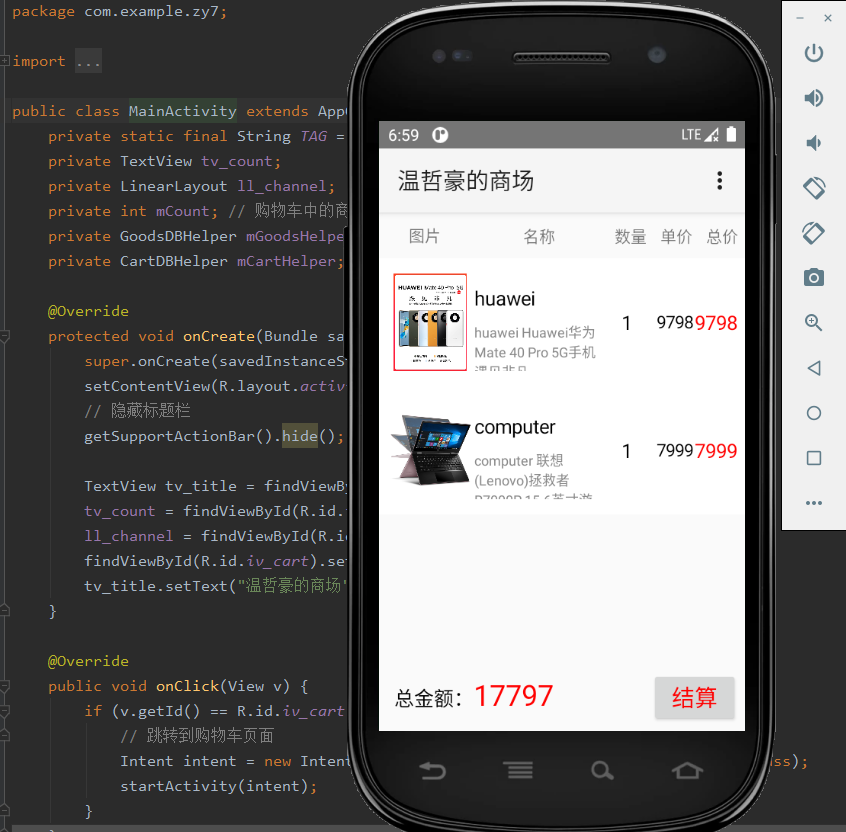 package com.example.zy7;
import ...
public class MainActivity extends App
private static final String TAG =
private TextView tv_count;
private LinearLayout ll_channel;
private int mCount; // 购物车中的商
private GoodsDBHelper mGoodsHelpe
private CartDBHelper mCartHelper;
@Override
protected void onCreate(Bundle sa
super.onCreate(savedInstanceS
setContentView(R.layout.activ
// 隐藏标题栏
getSupportActionBar().hide();
TextView tv_title = findViewBy
tv_count = findViewById(R.id.
ll_channel = findViewById(R.i
findViewById(R.id.iv_cart).se
tv_title.setText("温哲豪的商场"
}
@Override
public void onClick(View v) {
if (v.getId() == R.id.iv_cart
// 跳转到购物车页面
Intent intent = new Intent
ss);
startActivity(intent);
}
6:59 LTE
温哲豪的商场
图片 名称 数量 单价 总价
HUAWEI Mate 40 Pro 5G
huawei
huawei Huawei华为
Mate 40 Pro 5G手机
1 9798 9798
computer
computer 联想
(Lenovo)拯救者
1 7999 7999
总金额：17797 结算